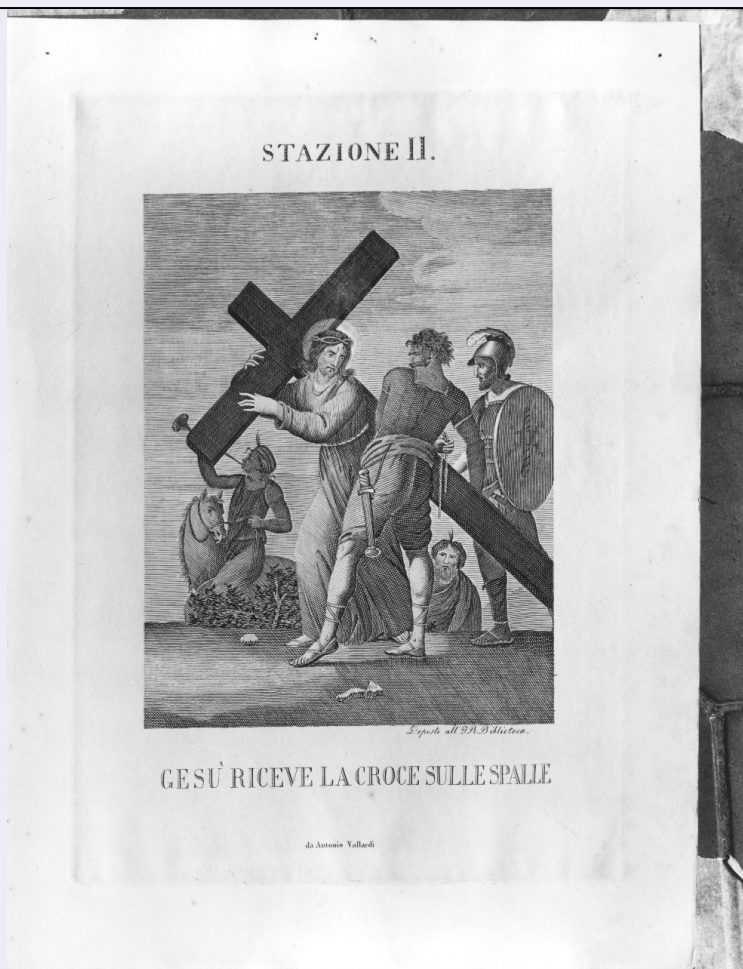 STAZIONE II.
Deposto all' I. R. Biblioteca.
GESÙ RICEVE LA CROCE SULLE SPALLE
da Antonio Vallardi